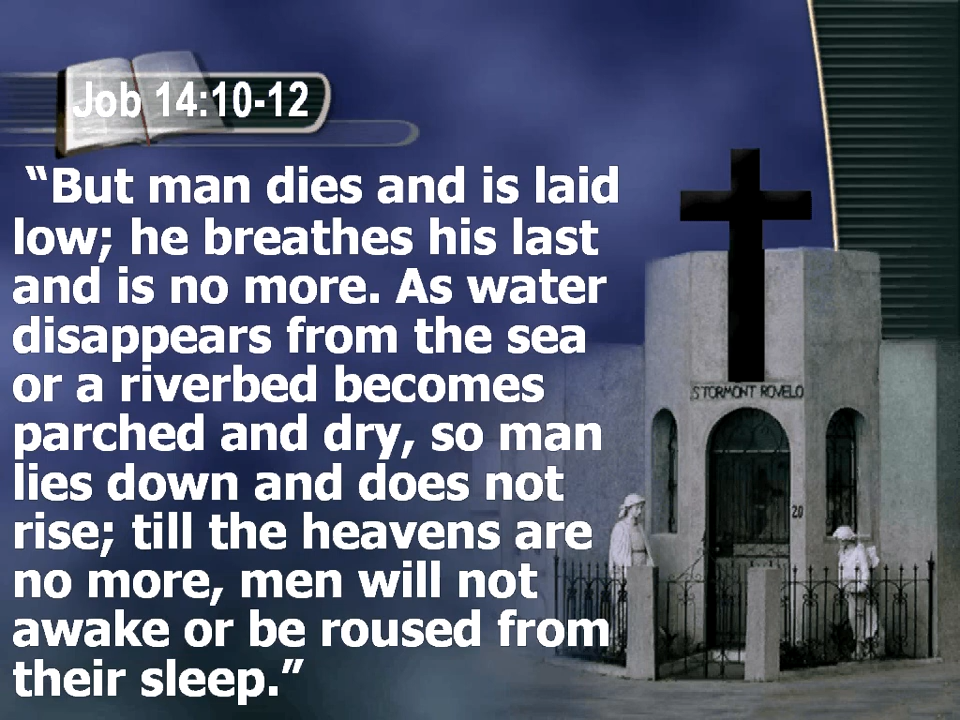 Job 14:10-12
“But man dies and is laid
low; he breathes his last
and is no more. As water
disappears from the sea
or a riverbed becomes
parched and dry, so man
lies down and does not
rise; till the heavens are
no more, men will not
awake or be roused from
their sleep.”
STORMONT ROVELO
20